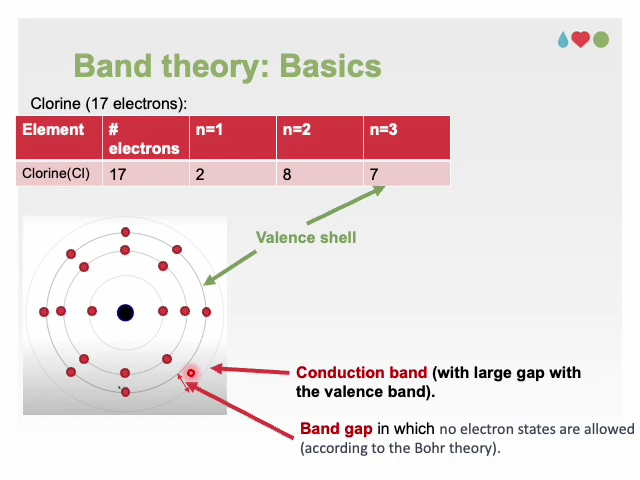 Band theory: Basics
Clorine (17 electrons):
Element # electrons n=1 n=2 n=3
Clorine(Cl) 17 2 8 7
Valence shell
Conduction band (with large gap with
the valence band).
Band gap in which no electron states are allowed
(according to the Bohr theory).